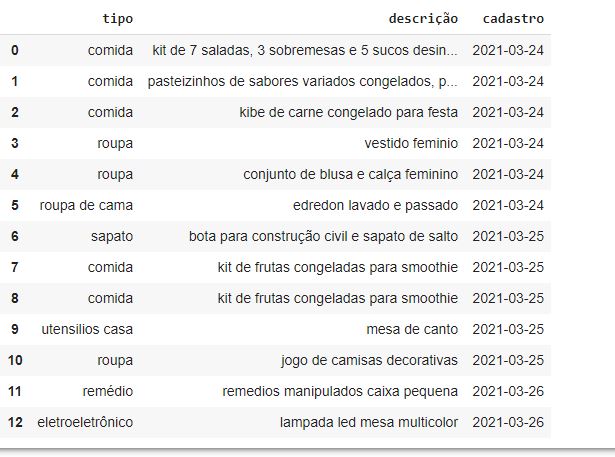 tipo descrição cadastro
0 comida kit de 7 saladas, 3 sobremesas e 5 sucos desin... 2021-03-24
1 comida pasteizinhos de sabores variados congelados, p... 2021-03-24
2 comida kibe de carne congelado para festa 2021-03-24
3 roupa vestido feminio 2021-03-24
4 roupa conjunto de blusa e calça feminino 2021-03-24
5 roupa de cama edredon lavado e passado 2021-03-24
6 sapato bota para construção civil e sapato de salto 2021-03-25
7 comida kit de frutas congeladas para smoothie 2021-03-25
8 comida kit de frutas congeladas para smoothie 2021-03-25
9 utensilios casa mesa de canto 2021-03-25
10 roupa jogo de camisas decorativas 2021-03-25
11 remédio remedios manipulados caixa pequena 2021-03-26
12 eletroeletrônico lampada led mesa multicolor 2021-03-26